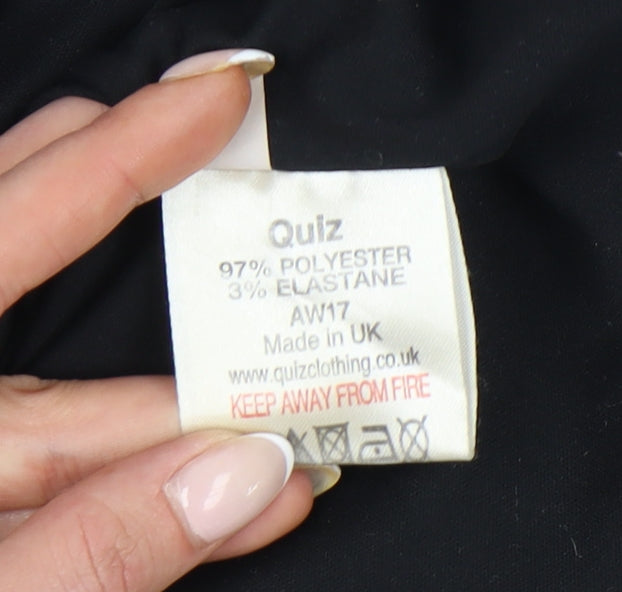 Quiz
97% POLYESTER
3% ELASTANE
AW17
Made in UK
www.quizclothing.co.uk
KEEP AWAY FROM FIRE